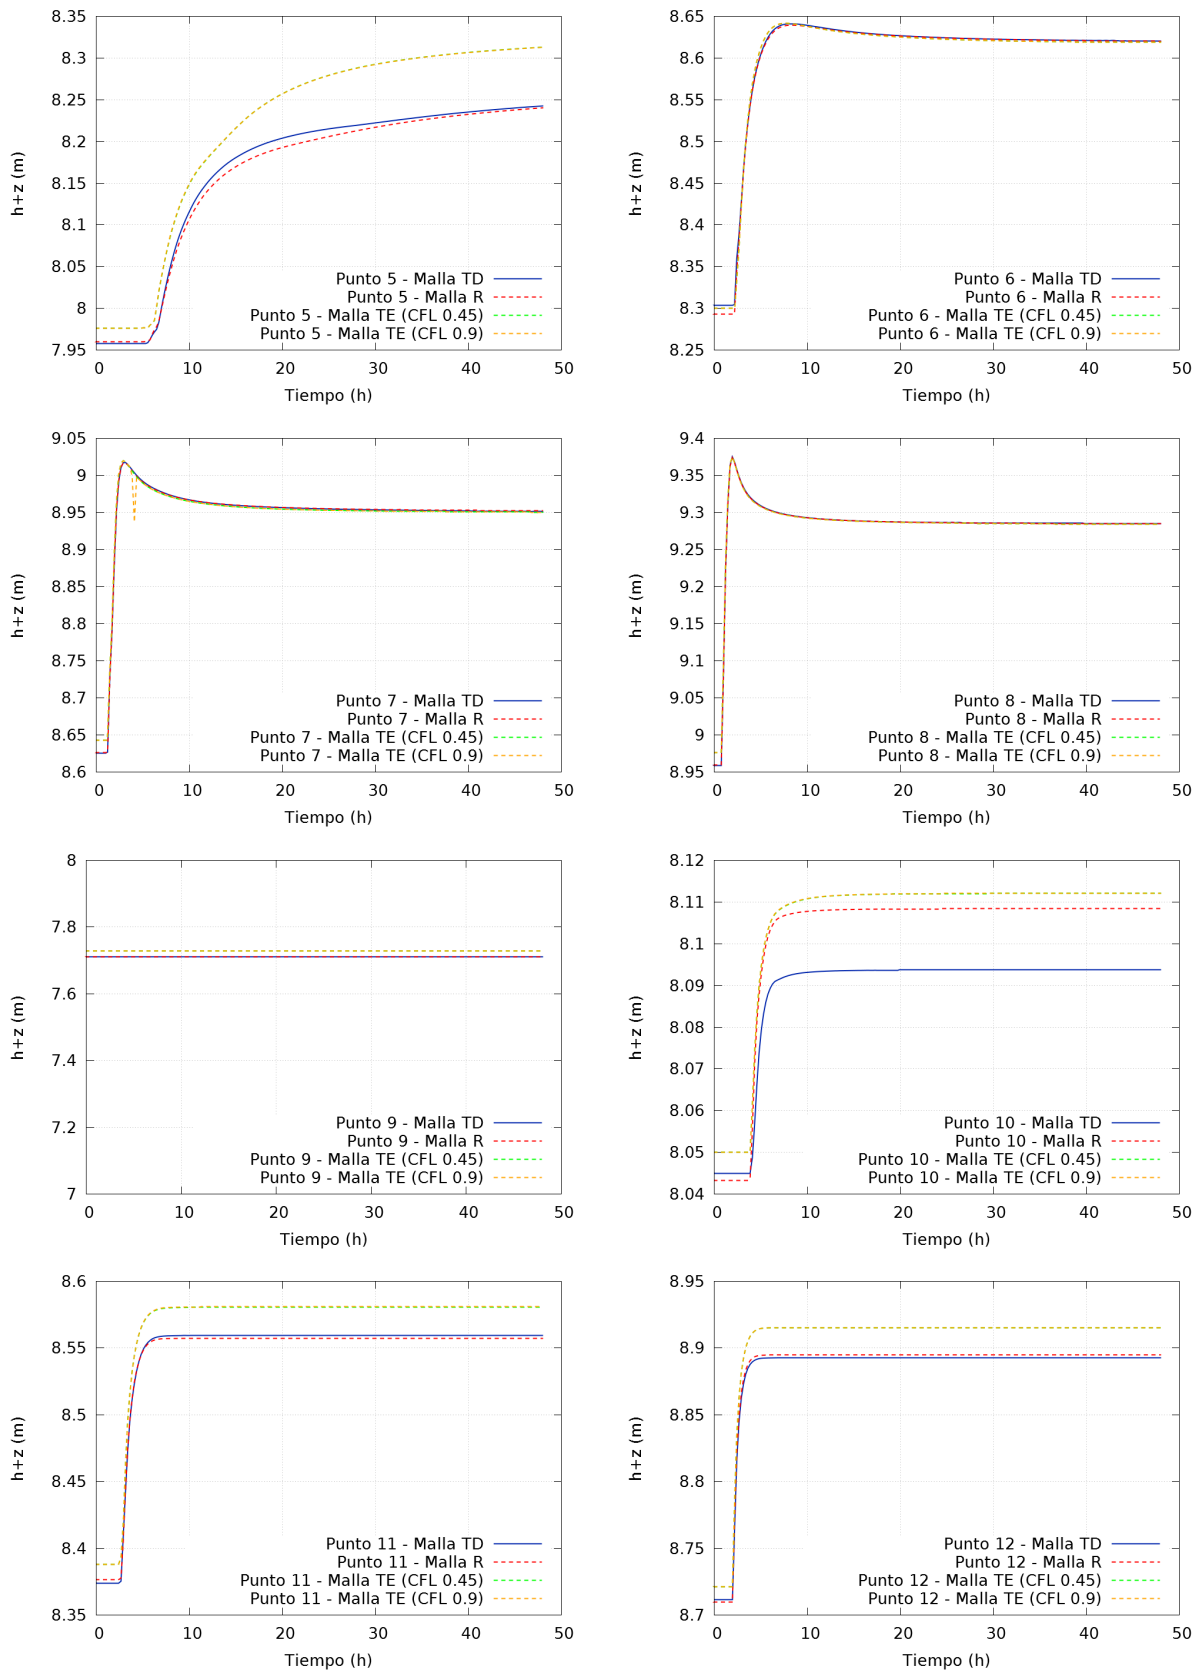 8.35
8.3
8.25
8.2
8.15
8.1
8.05
8
7.95
h+z (m)
Punto 5 - Malla TD
Punto 5 - Malla R
Punto 5 - Malla TE (CFL 0.45)
Punto 5 - Malla TE (CFL 0.9)
0 10 20 30 40 50
Tiempo (h)
8.65
8.6
8.55
8.5
8.45
8.4
8.35
8.3
8.25
h+z (m)
Punto 6 - Malla TD
Punto 6 - Malla R
Punto 6 - Malla TE (CFL 0.45)
Punto 6 - Malla TE (CFL 0.9)
0 10 20 30 40 50
Tiempo (h)
9.05
9
8.95
8.9
8.85
8.8
8.75
8.7
8.65
8.6
h+z (m)
Punto 7 - Malla TD
Punto 7 - Malla R
Punto 7 - Malla TE (CFL 0.45)
Punto 7 - Malla TE (CFL 0.9)
0 10 20 30 40 50
Tiempo (h)
9.4
9.35
9.3
9.25
9.2
9.15
9.1
9.05
9
8.95
h+z (m)
Punto 8 - Malla TD
Punto 8 - Malla R
Punto 8 - Malla TE (CFL 0.45)
Punto 8 - Malla TE (CFL 0.9)
0 10 20 30 40 50
Tiempo (h)
8
7.8
7.6
7.4
7.2
7
h+z (m)
Punto 9 - Malla TD
Punto 9 - Malla R
Punto 9 - Malla TE (CFL 0.45)
Punto 9 - Malla TE (CFL 0.9)
0 10 20 30 40 50
Tiempo (h)
8.12
8.11
8.1
8.09
8.08
8.07
8.06
8.05
8.04
h+z (m)
Punto 10 - Malla TD
Punto 10 - Malla R
Punto 10 - Malla TE (CFL 0.45)
Punto 10 - Malla TE (CFL 0.9)
0 10 20 30 40 50
Tiempo (h)
8.6
8.55
8.5
8.45
8.4
8.35
h+z (m)
Punto 11 - Malla TD
Punto 11 - Malla R
Punto 11 - Malla TE (CFL 0.45)
Punto 11 - Malla TE (CFL 0.9)
0 10 20 30 40 50
Tiempo (h)
8.95
8.9
8.85
8.8
8.75
8.7
h+z (m)
Punto 12 - Malla TD
Punto 12 - Malla R
Punto 12 - Malla TE (CFL 0.45)
Punto 12 - Malla TE (CFL 0.9)
0 10 20 30 40 50
Tiempo (h)